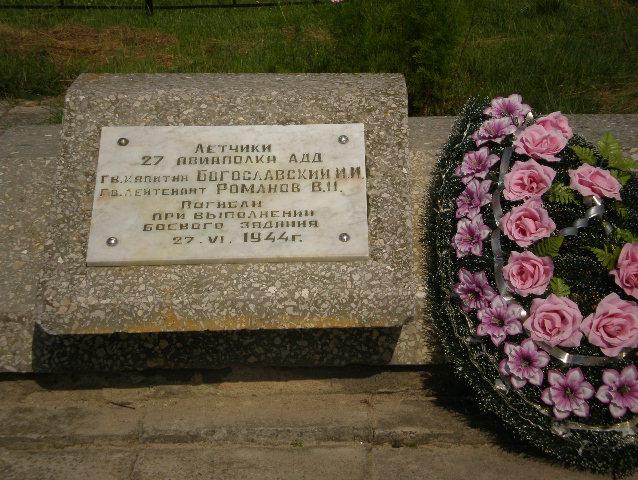 Летчики
27 авиаполка АДД
Гв. капитан Богославский И.И.
Гв. лейтенант Романов В.И.
Погибли
при выполнении
боевого задания
27. VI. 1944г.